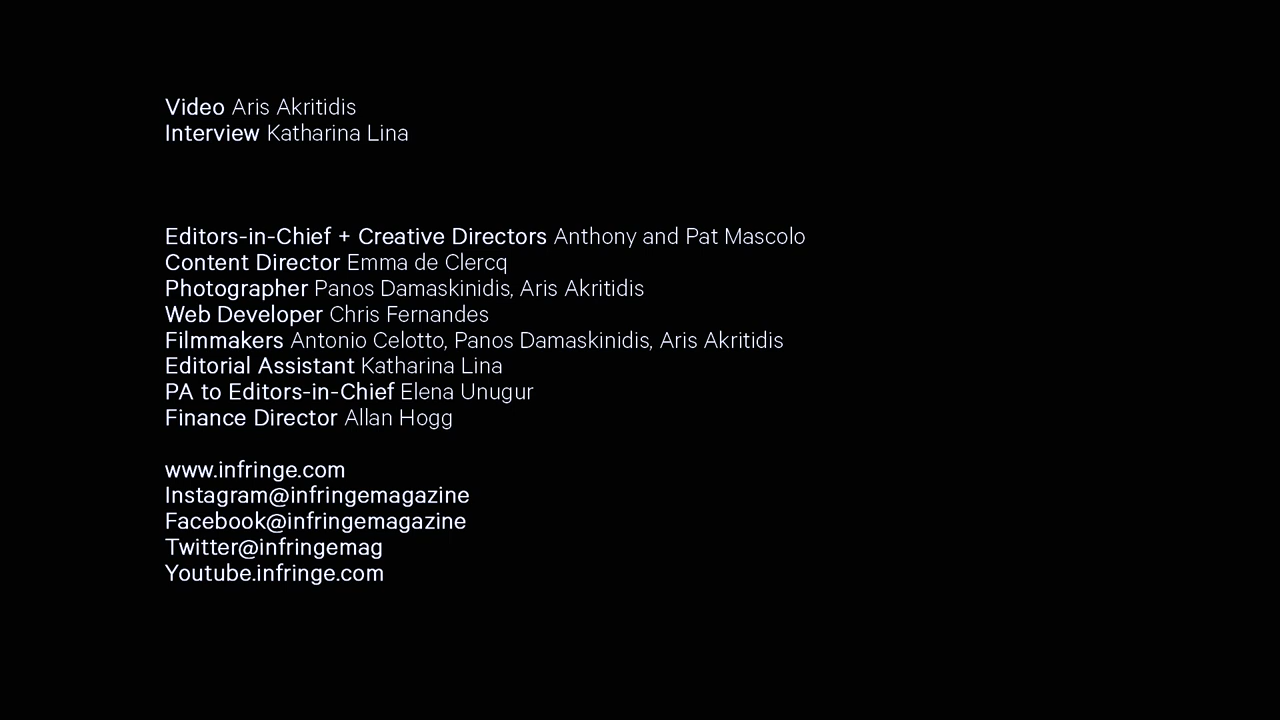 Video Aris Akritidis
Interview Katharina Lina
Editors-in-Chief + Creative Directors Anthony and Pat Mascolo
Content Director Emma de Clercq
Photographer Panos Damaskinidis, Aris Akritidis
Web Developer Chris Fernandes
Filmmakers Antonio Celotto, Panos Damaskinidis, Aris Akritidis
Editorial Assistant Katharina Lina
PA to Editors-in-Chief Elena Unugur
Finance Director Allan Hogg
www.infringe.com
Instagram@infringemagazine
Facebook@infringemagazine
Twitter@infringemag
Youtube.infringe.com